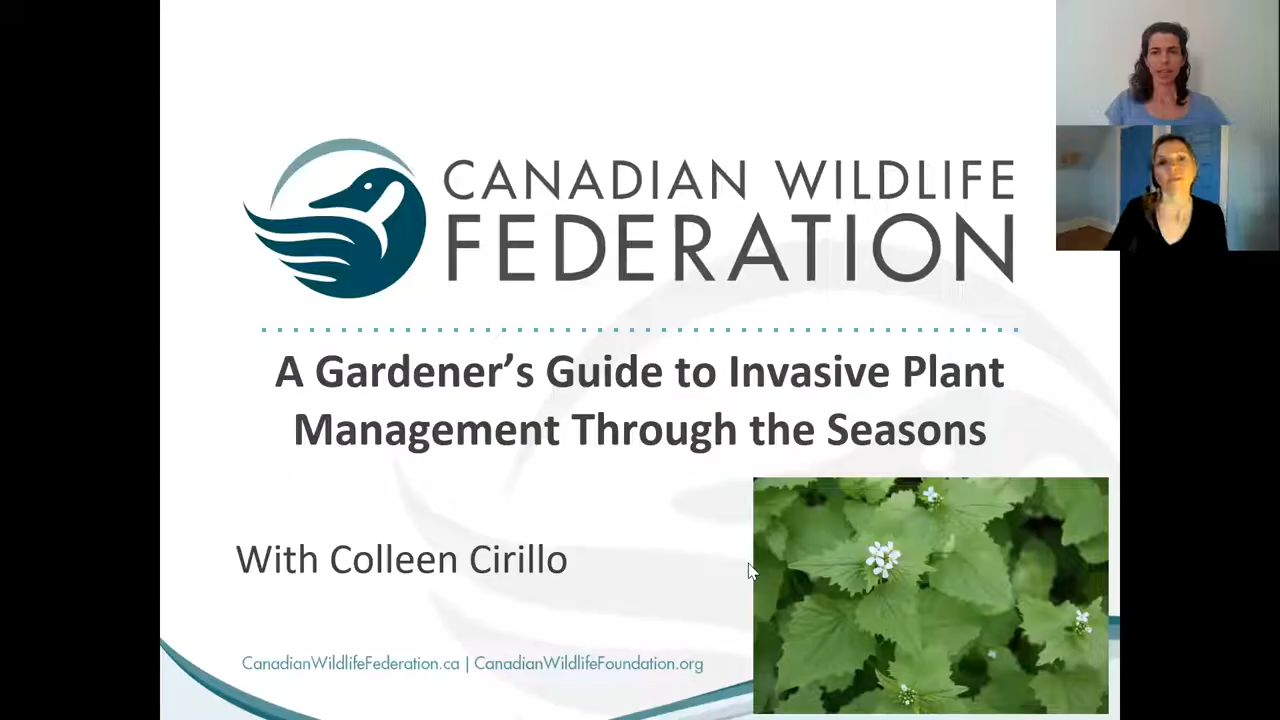 CANADIAN WILDLIFE
FEDERATION
A Gardener’s Guide to Invasive Plant
Management Through the Seasons
With Colleen Cirillo
CanadianWildlifeFederation.ca | CanadianWildlifeFoundation.org